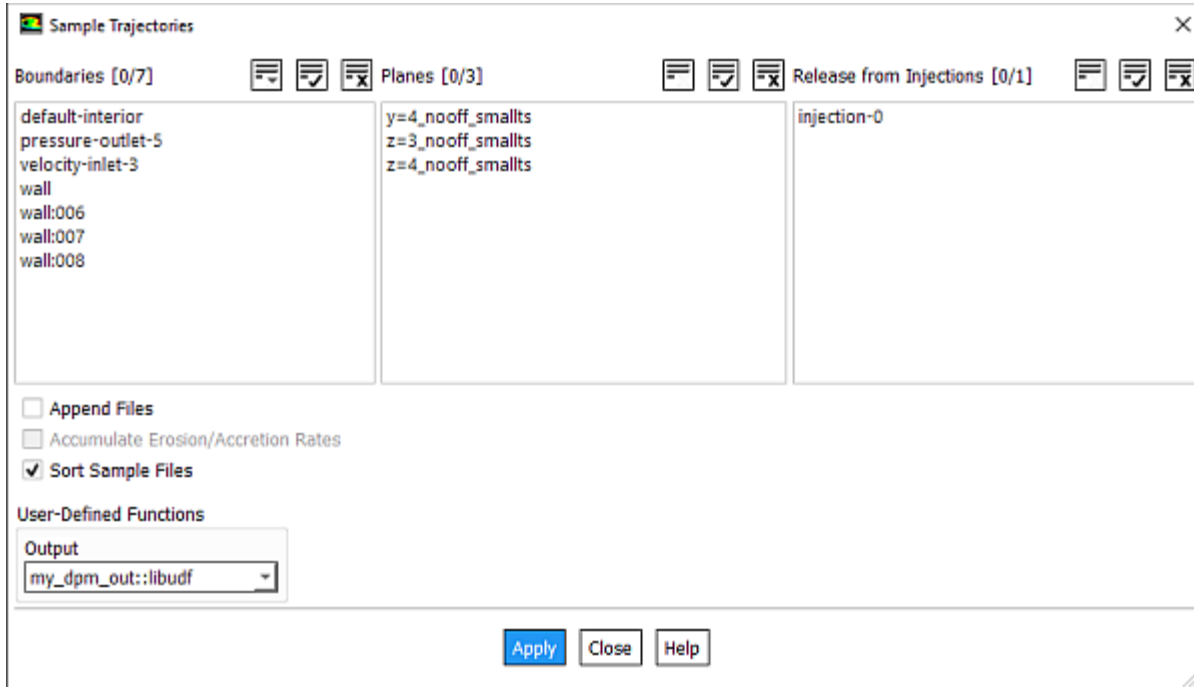 Sample Trajectories
Boundaries [0/7]
Planes [0/3]
Release from Injections [0/1]
default-interior
pressure-outlet-5
velocity-inlet-3
wall
wall:006
wall:007
wall:008
y=4_nooff_smallts
z=3_nooff_smallts
z=4_nooff_smallts
injection-0
Append Files
Accumulate Erosion/Accretion Rates
Sort Sample Files
User-Defined Functions
Output
my_dpm_out::libudf
Apply
Close
Help